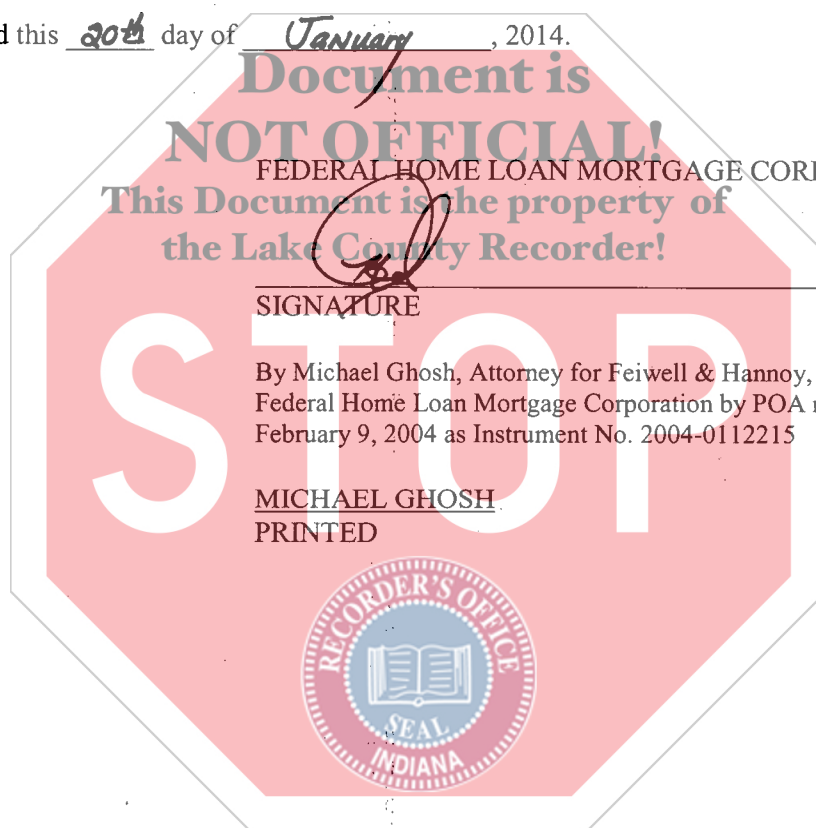 d this 20th day of January, 2014.
Document is
NOT OFFICIAL!
FEDERAL HOME LOAN MORTGAGE COR
This Document is the property of
the Lake County Recorder!
SIGNATURE
STOP
By Michael Ghosh, Attorney for Feiwell & Hannoy,
Federal Home Loan Mortgage Corporation by POA r
February 9, 2004 as Instrument No. 2004-0112215
MICHAEL GHOSH
PRINTED
RECORDER'S OFFICE
SEAL
INDIANA